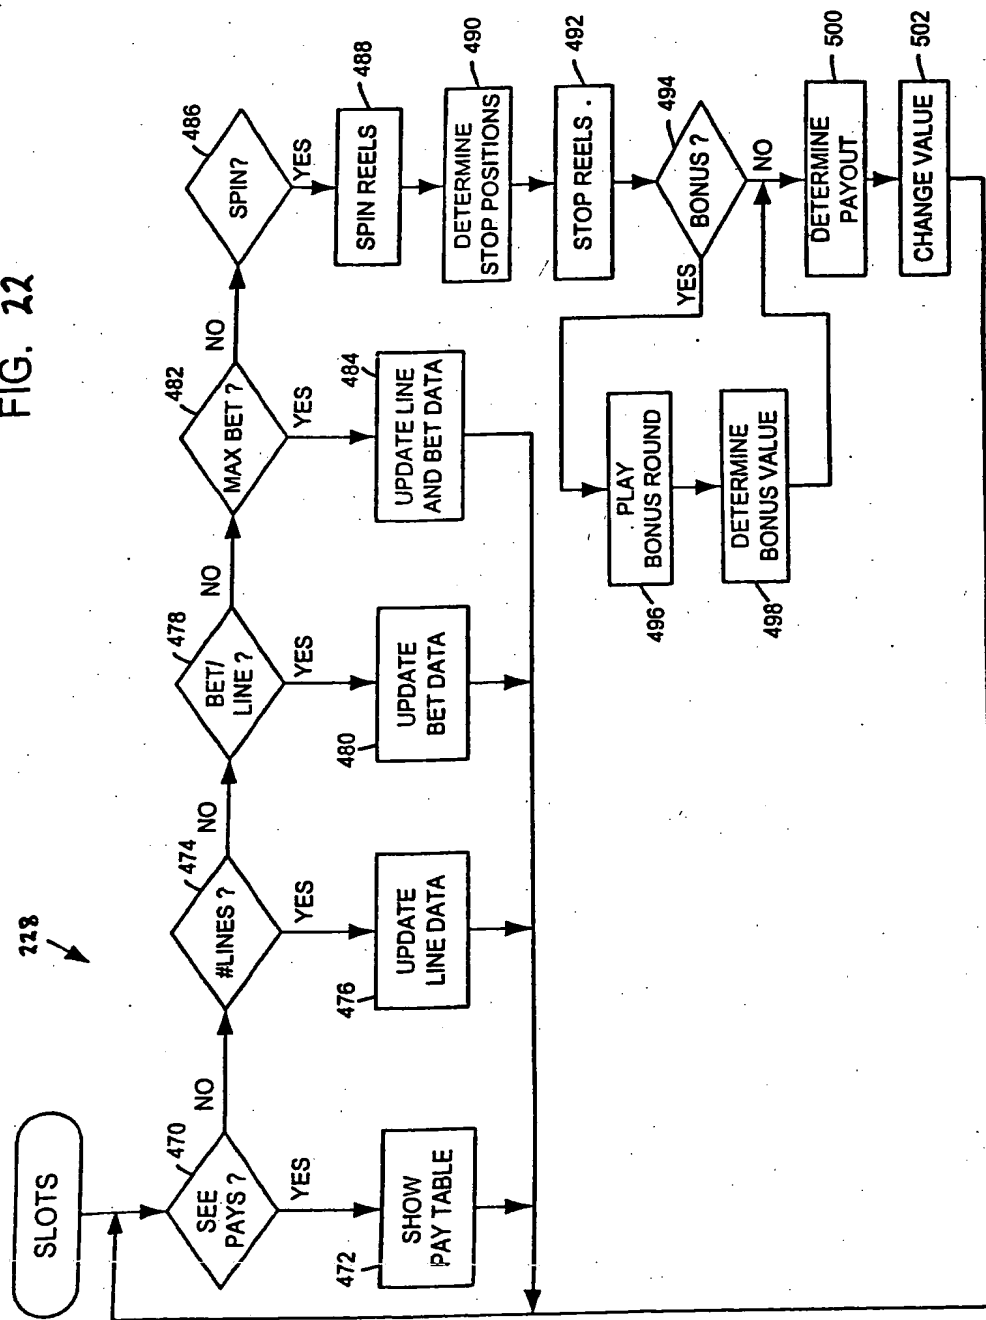 FIG. 22
228
SLOTS
470
SEE
PAYS ?
NO
YES
472
SHOW
PAY TABLE
474
#LINES ?
NO
YES
476
UPDATE
LINE DATA
478
BET/
LINE ?
NO
YES
480
UPDATE
BET DATA
482
MAX BET ?
NO
YES
484
UPDATE LINE
AND BET DATA
486
SPIN?
YES
488
SPIN REELS
490
DETERMINE
STOP POSITIONS
492
STOP REELS .
494
BONUS ?
YES
NO
496
PLAY
BONUS ROUND
498
DETERMINE
BONUS VALUE
500
DETERMINE
PAYOUT
502
CHANGE VALUE